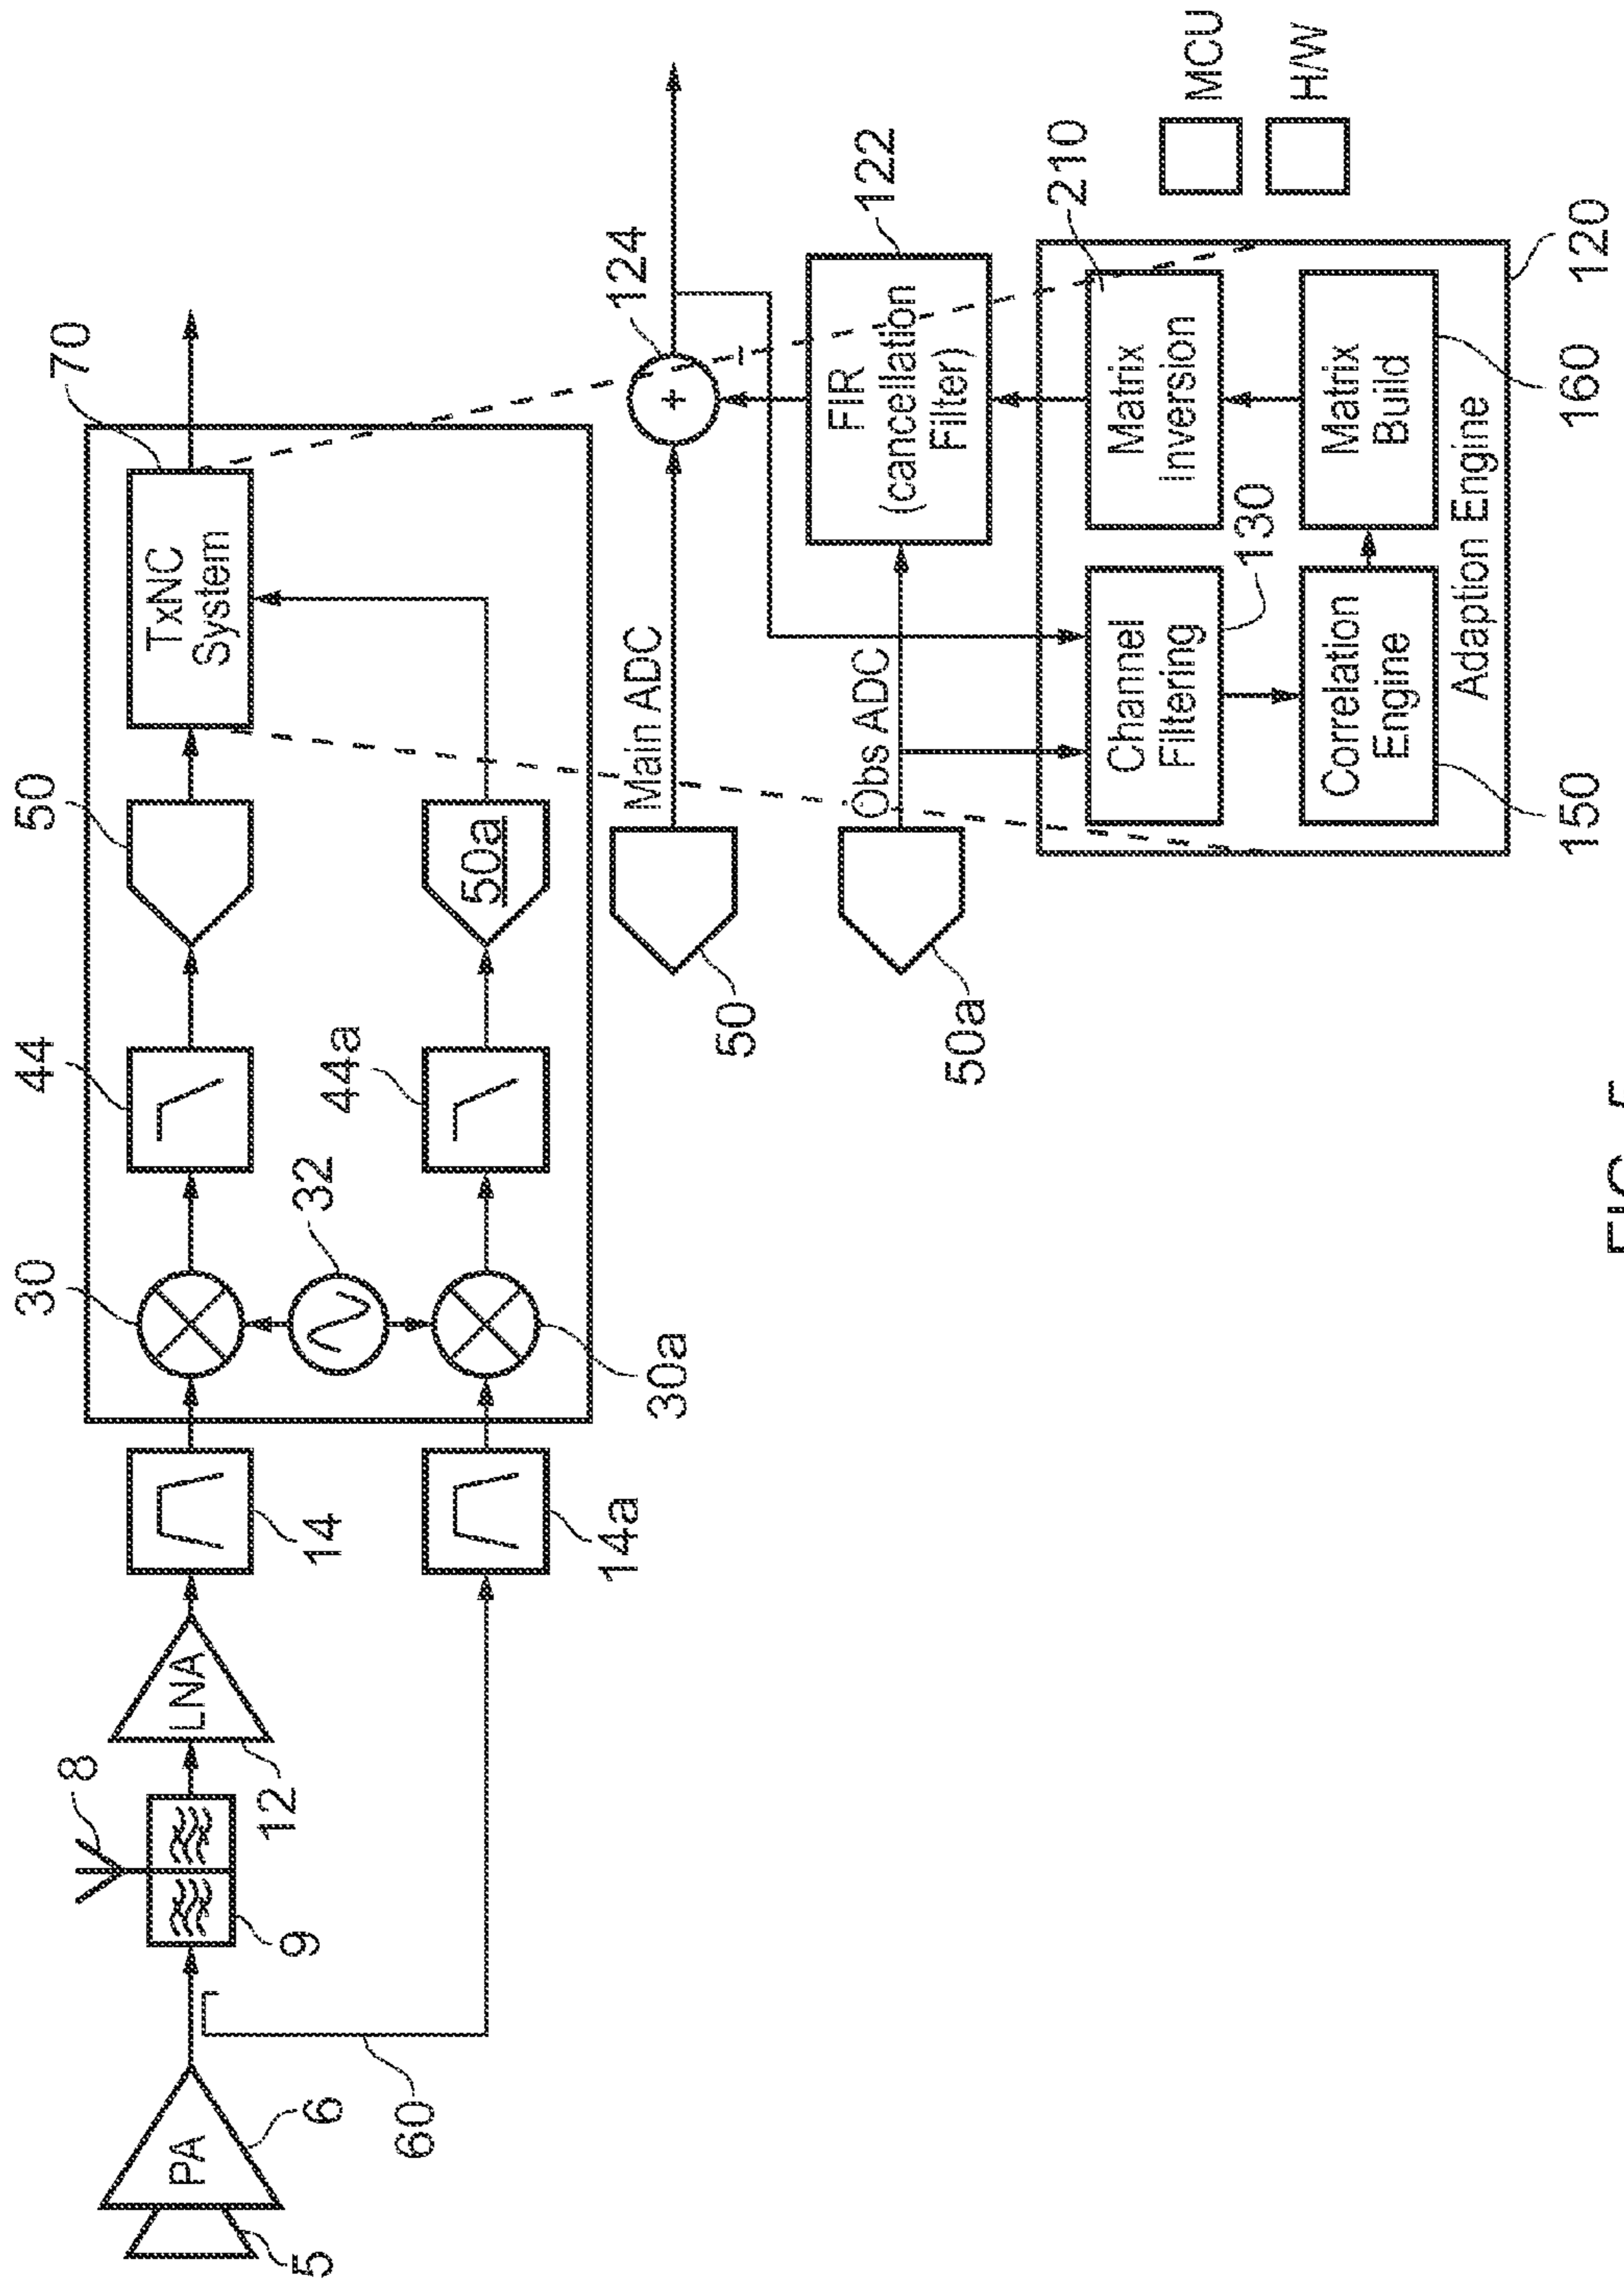 5
PA
6
60
9
8
12
LNA
14
14a
30
30a
32
44
44a
50
50a
TxNC
System
70
50
50a
Main ADC
Obs ADC
124
+
-
FIR
(cancellation
Filter)
122
Channel
Filtering
130
Matrix
Inversion
210
Correlation
Engine
150
Matrix
Build
160
Adaption Engine
120
MCU
H/W